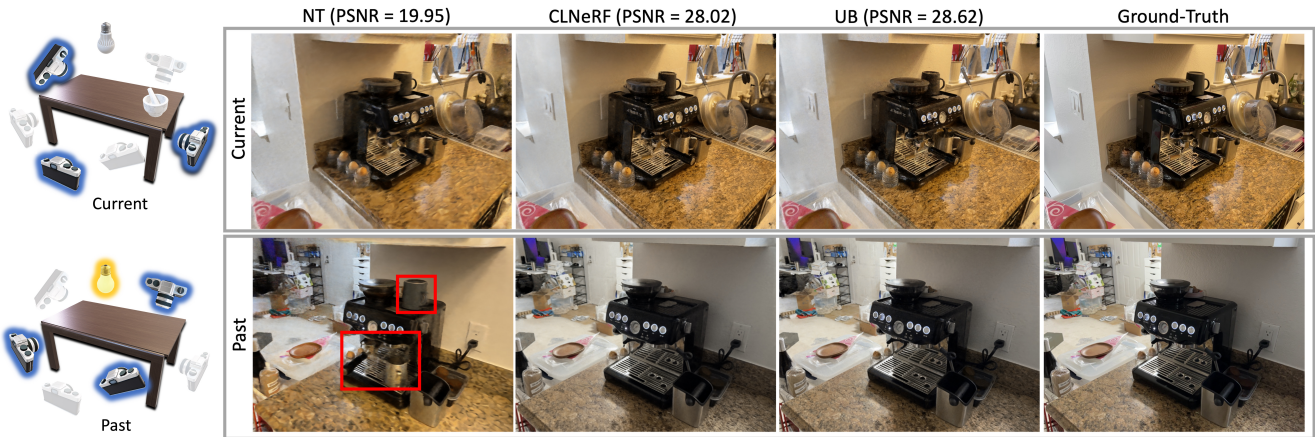 NT (PSNR = 19.95) CLNeRF (PSNR = 28.02) UB (PSNR = 28.62) Ground-Truth
Current
Current
Past
Past